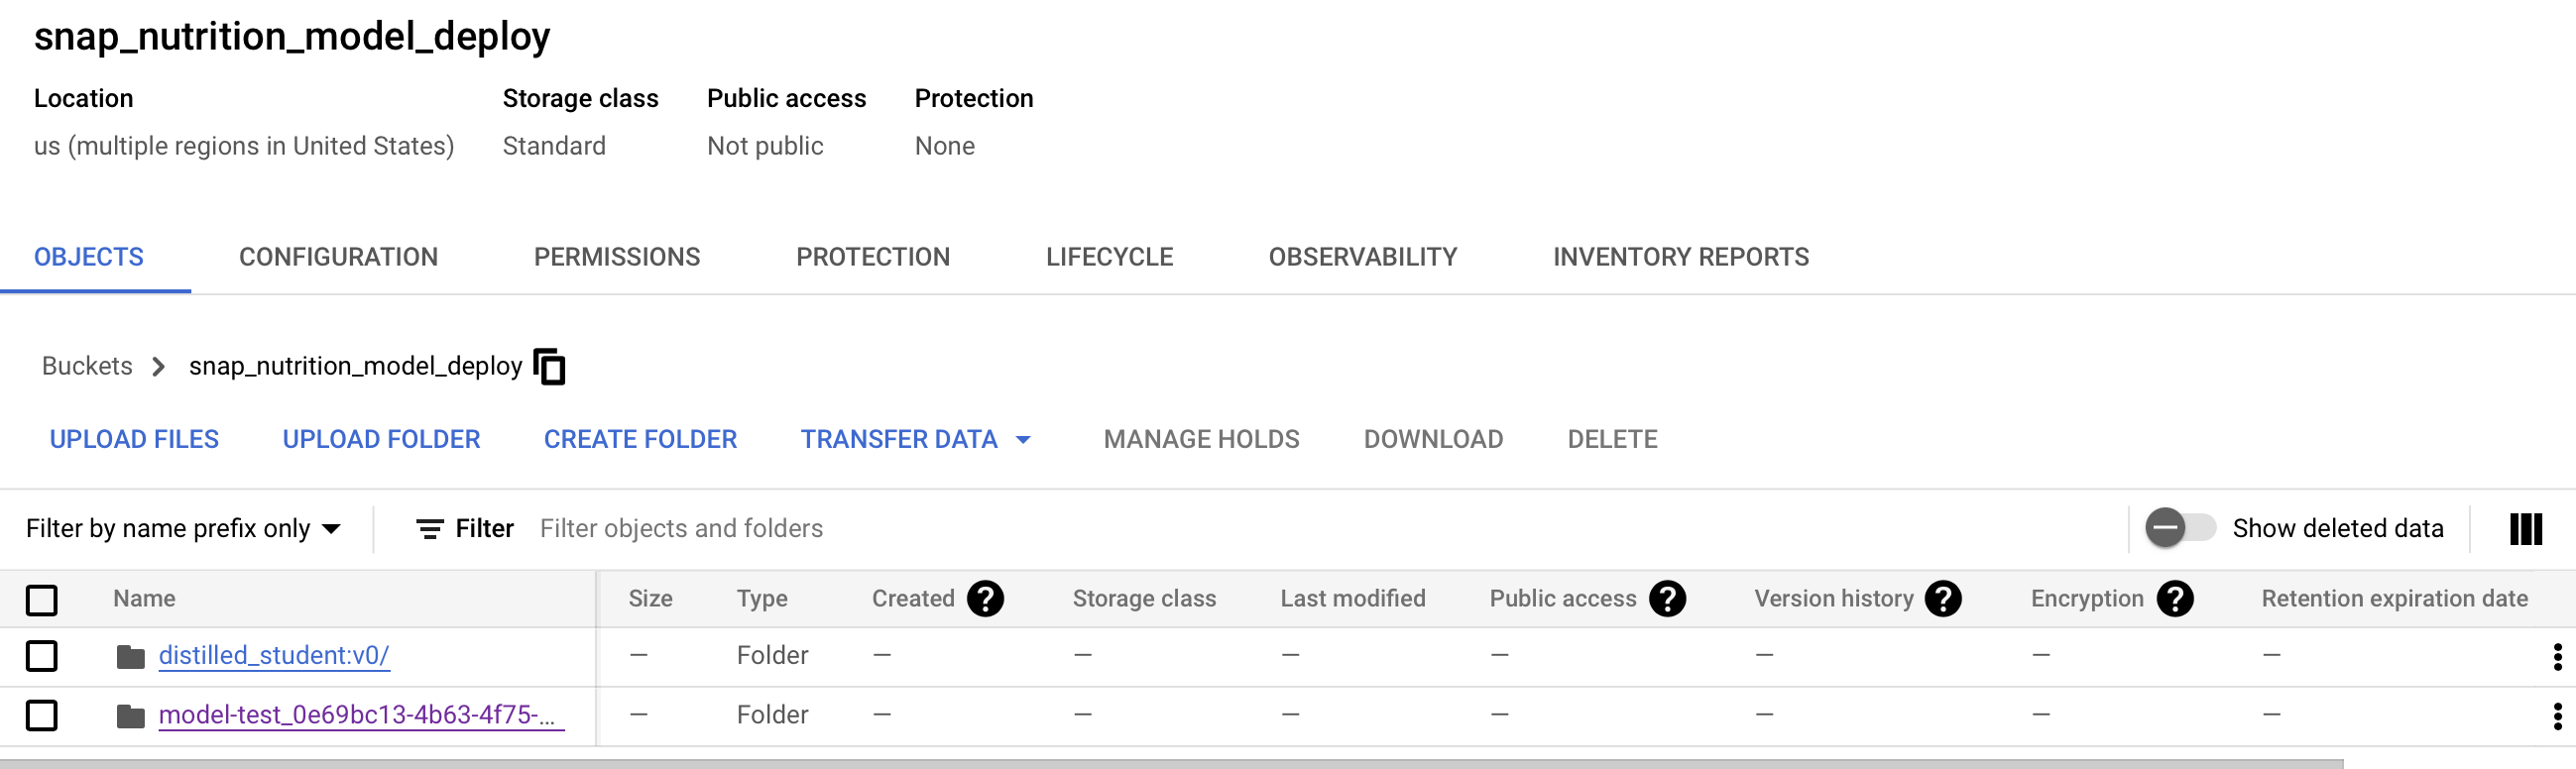 snap_nutrition_model_deploy
Location Storage class Public access Protection
us (multiple regions in United States) Standard Not public None
OBJECTS CONFIGURATION PERMISSIONS PROTECTION LIFECYCLE OBSERVABILITY INVENTORY REPORTS
Buckets snap_nutrition_model_deploy
UPLOAD FILES UPLOAD FOLDER CREATE FOLDER TRANSFER DATA MANAGE HOLDS DOWNLOAD DELETE
Filter by name prefix only Filter Filter objects and folders Show deleted data
Name Size Type Created ? Storage class Last modified Public access ? Version history ? Encryption ? Retention expiration date
distilled_student:v0/ — Folder — — — — — — —
model-test_0e69bc13-4b63-4f75-... — Folder — — — — — — —